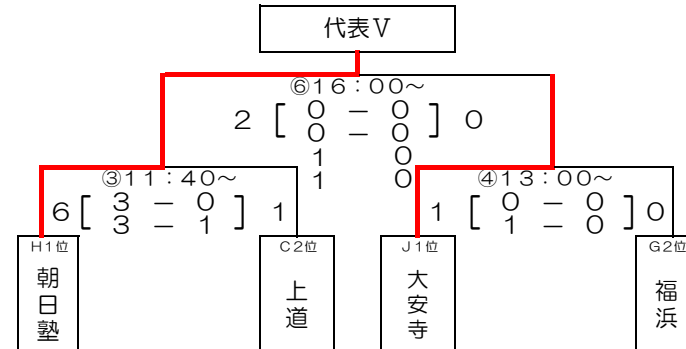 代表Ⅴ
⑥16:00～
2 [ 0 － 0 ] 0
0 － 0
1 0
1 0
③11:40～ ④13:00～
6 [ 3 － 0 ] 1 1 [ 0 － 0 ] 0
3 － 1 1 － 0
H1位 C2位 J1位 G2位
朝日塾 上道 大安寺 福浜